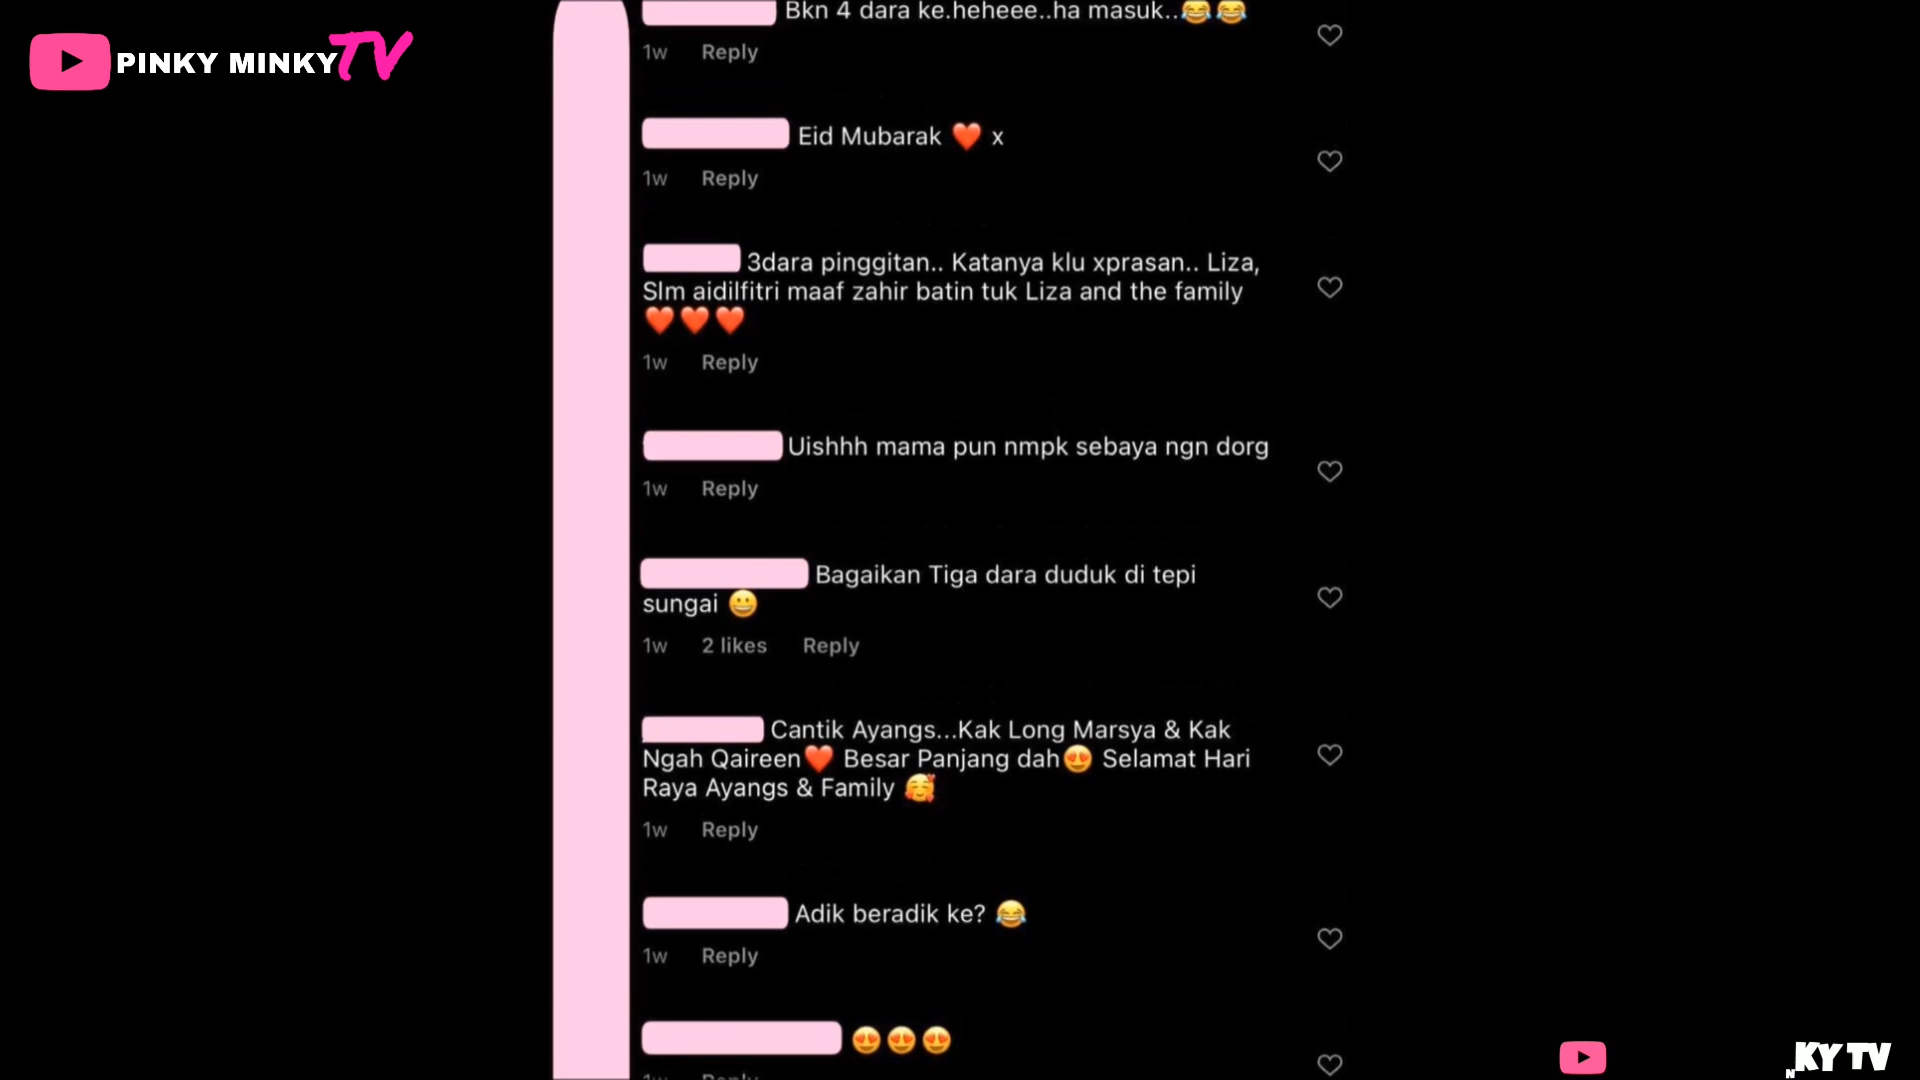 PINKY MINKY TV
Bkn 4 dara ke.heheee..ha masuk..😂😂
1w Reply
Eid Mubarak ❤️ x
1w Reply
3dara pinggitan.. Katanya klu xprasan.. Liza,
Slm aidilfitri maaf zahir batin tuk Liza and the family
❤️❤️❤️
1w Reply
Uishhh mama pun nmpk sebaya ngn dorg
1w Reply
Bagaikan Tiga dara duduk di tepi
sungai 😀
1w 2 likes Reply
Cantik Ayangs...Kak Long Marsya & Kak
Ngah Qaireen❤️ Besar Panjang dah😍 Selamat Hari
Raya Ayangs & Family 🥰
1w Reply
Adik beradik ke? 😂
1w Reply
😍😍😍
1w Reply
N KY TV